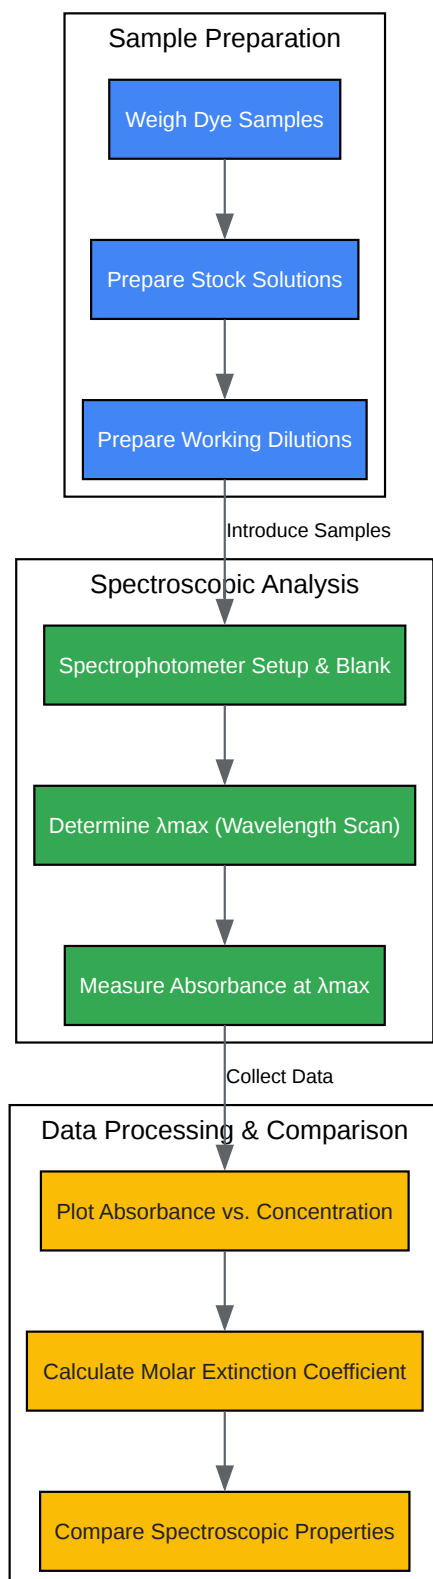 Sample Preparation
Weigh Dye Samples
Prepare Stock Solutions
Prepare Working Dilutions
Introduce Samples
Spectroscopic Analysis
Spectrophotometer Setup & Blank
Determine λmax (Wavelength Scan)
Measure Absorbance at λmax
Collect Data
Data Processing & Comparison
Plot Absorbance vs. Concentration
Calculate Molar Extinction Coefficient
Compare Spectroscopic Properties